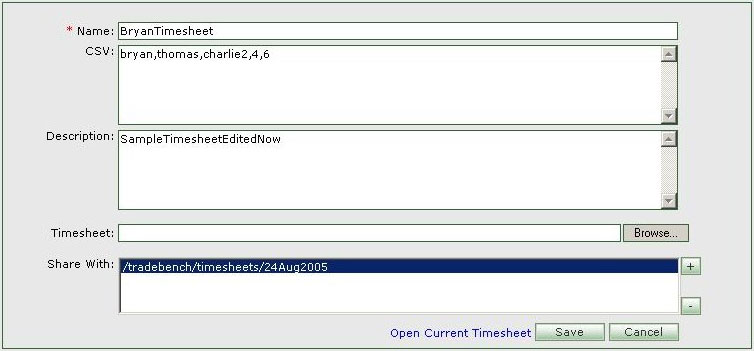 * Name: BryanTimesheet
CSV: bryan,thomas,charlie2,4,6
Description: SampleTimesheetEditedNow
Timesheet: Browse...
Share With: /tradebench/timesheets/24Aug2005 +
-
Open Current Timesheet Save Cancel